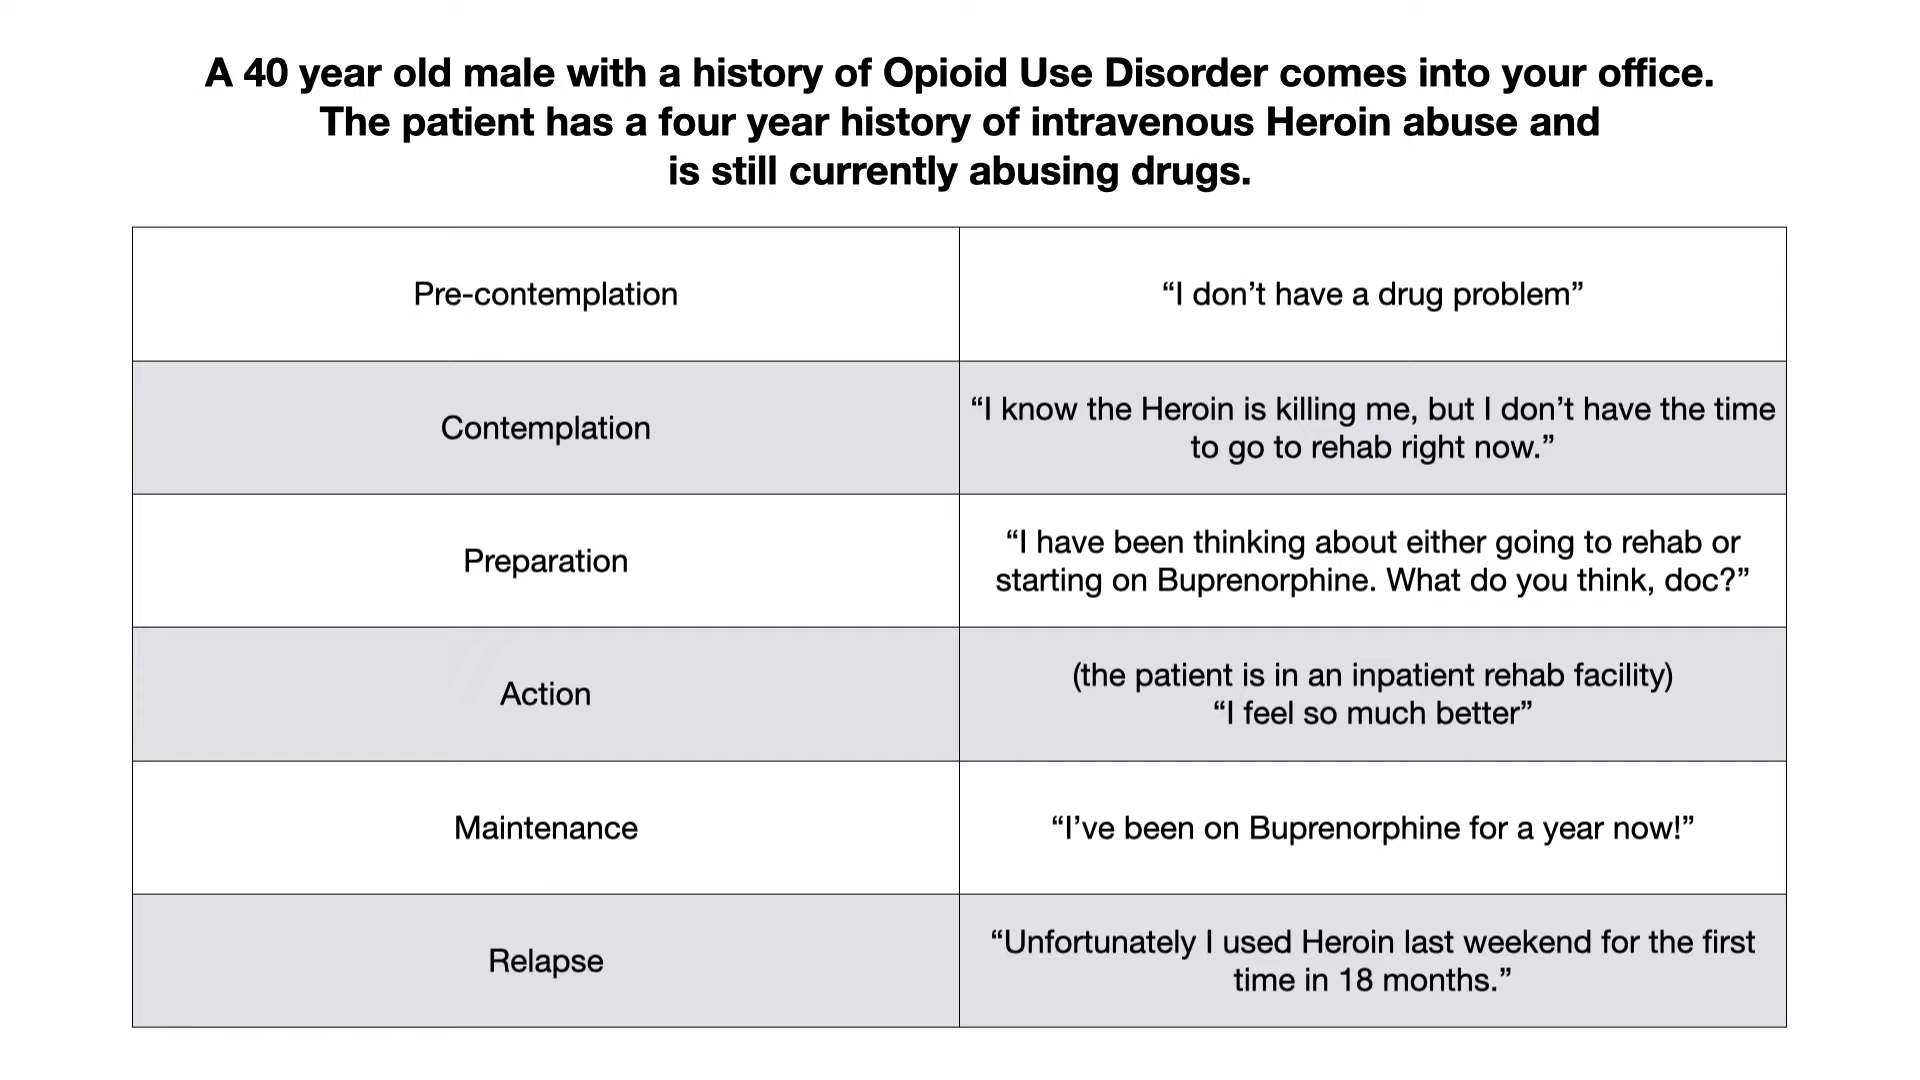 A 40 year old male with a history of Opioid Use Disorder comes into your office.
The patient has a four year history of intravenous Heroin abuse and
is still currently abusing drugs.
Pre-contemplation
“I don’t have a drug problem”
Contemplation
“I know the Heroin is killing me, but I don’t have the time
to go to rehab right now.”
Preparation
“I have been thinking about either going to rehab or
starting on Buprenorphine. What do you think, doc?”
Action
(the patient is in an inpatient rehab facility)
“I feel so much better”
Maintenance
“I’ve been on Buprenorphine for a year now!”
Relapse
“Unfortunately I used Heroin last weekend for the first
time in 18 months.”